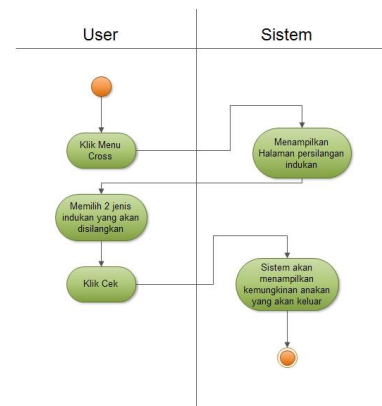 User
Sistem
Klik Menu
Cross
Menampilkan
Halaman persilangan
indukan
Memilih 2 jenis
indukan yang akan
disilangkan
Klik Cek
Sistem akan
menampilkan
kemungkinan anakan
yang akan keluar